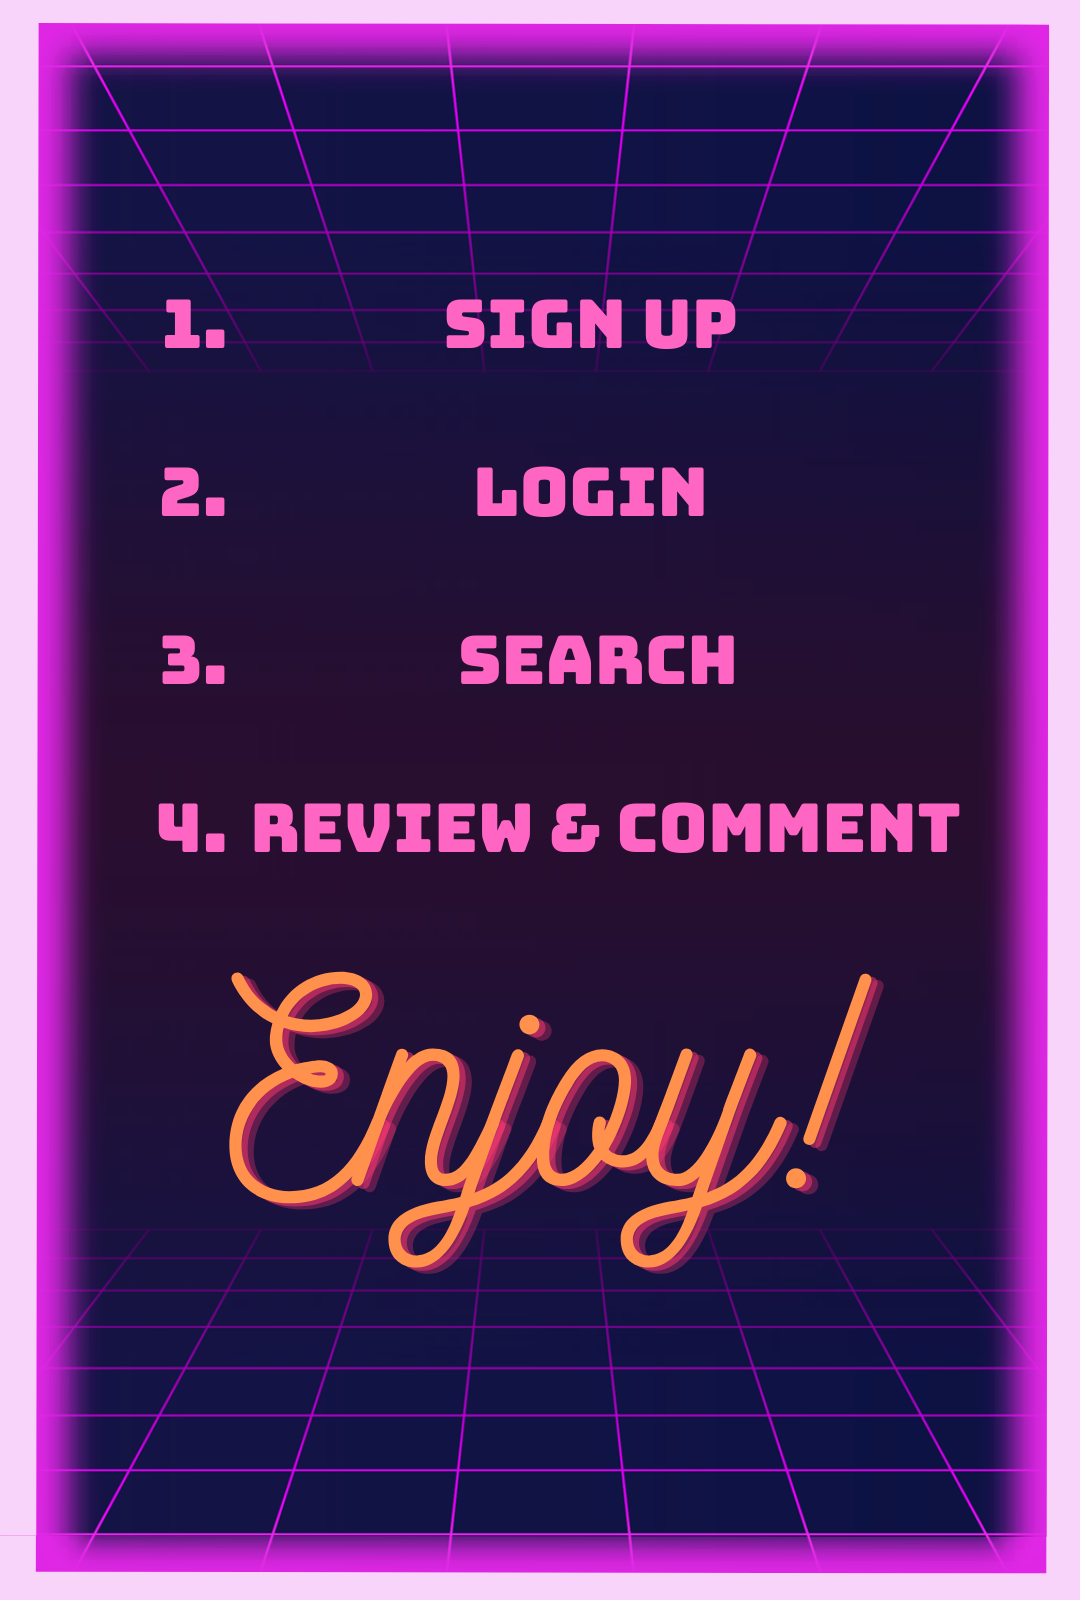 1. SIGN UP
2. LOGIN
3. SEARCH
4. REVIEW & COMMENT
Enjoy!